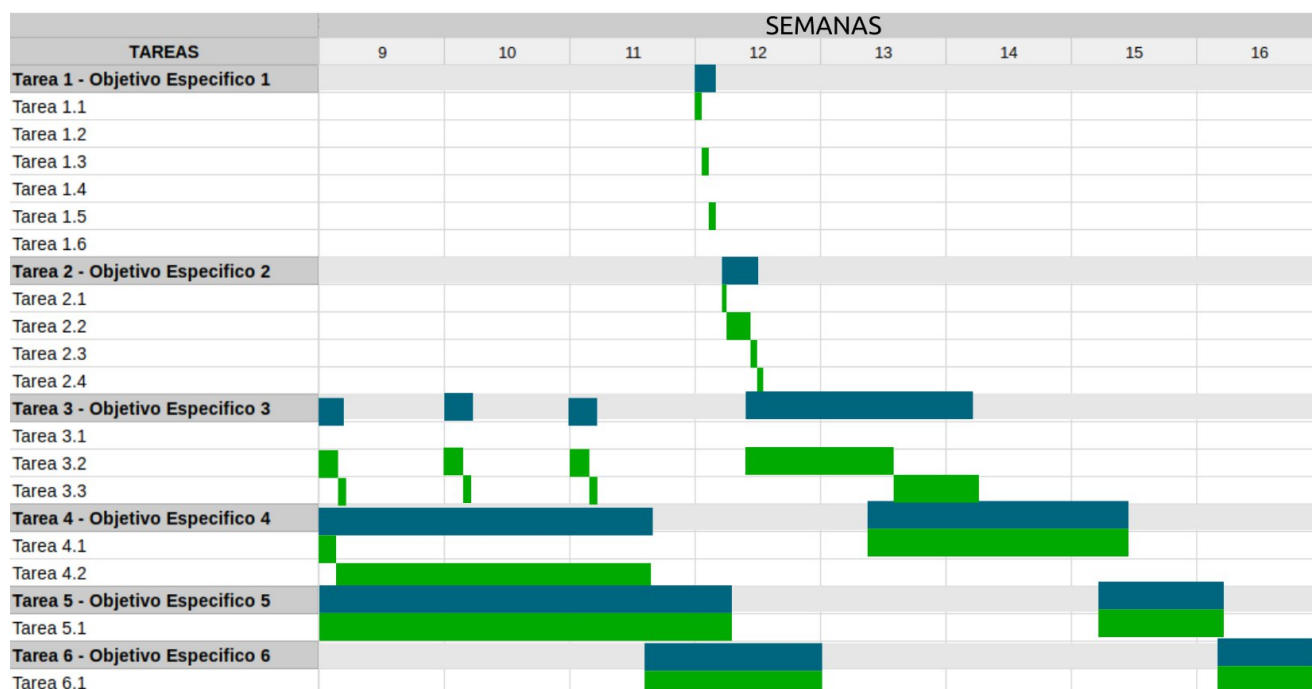 SEMANAS
TAREAS 9 10 11 12 13 14 15 16
Tarea 1 - Objetivo Especifico 1
Tarea 1.1
Tarea 1.2
Tarea 1.3
Tarea 1.4
Tarea 1.5
Tarea 1.6
Tarea 2 - Objetivo Especifico 2
Tarea 2.1
Tarea 2.2
Tarea 2.3
Tarea 2.4
Tarea 3 - Objetivo Especifico 3
Tarea 3.1
Tarea 3.2
Tarea 3.3
Tarea 4 - Objetivo Especifico 4
Tarea 4.1
Tarea 4.2
Tarea 5 - Objetivo Especifico 5
Tarea 5.1
Tarea 6 - Objetivo Especifico 6
Tarea 6.1